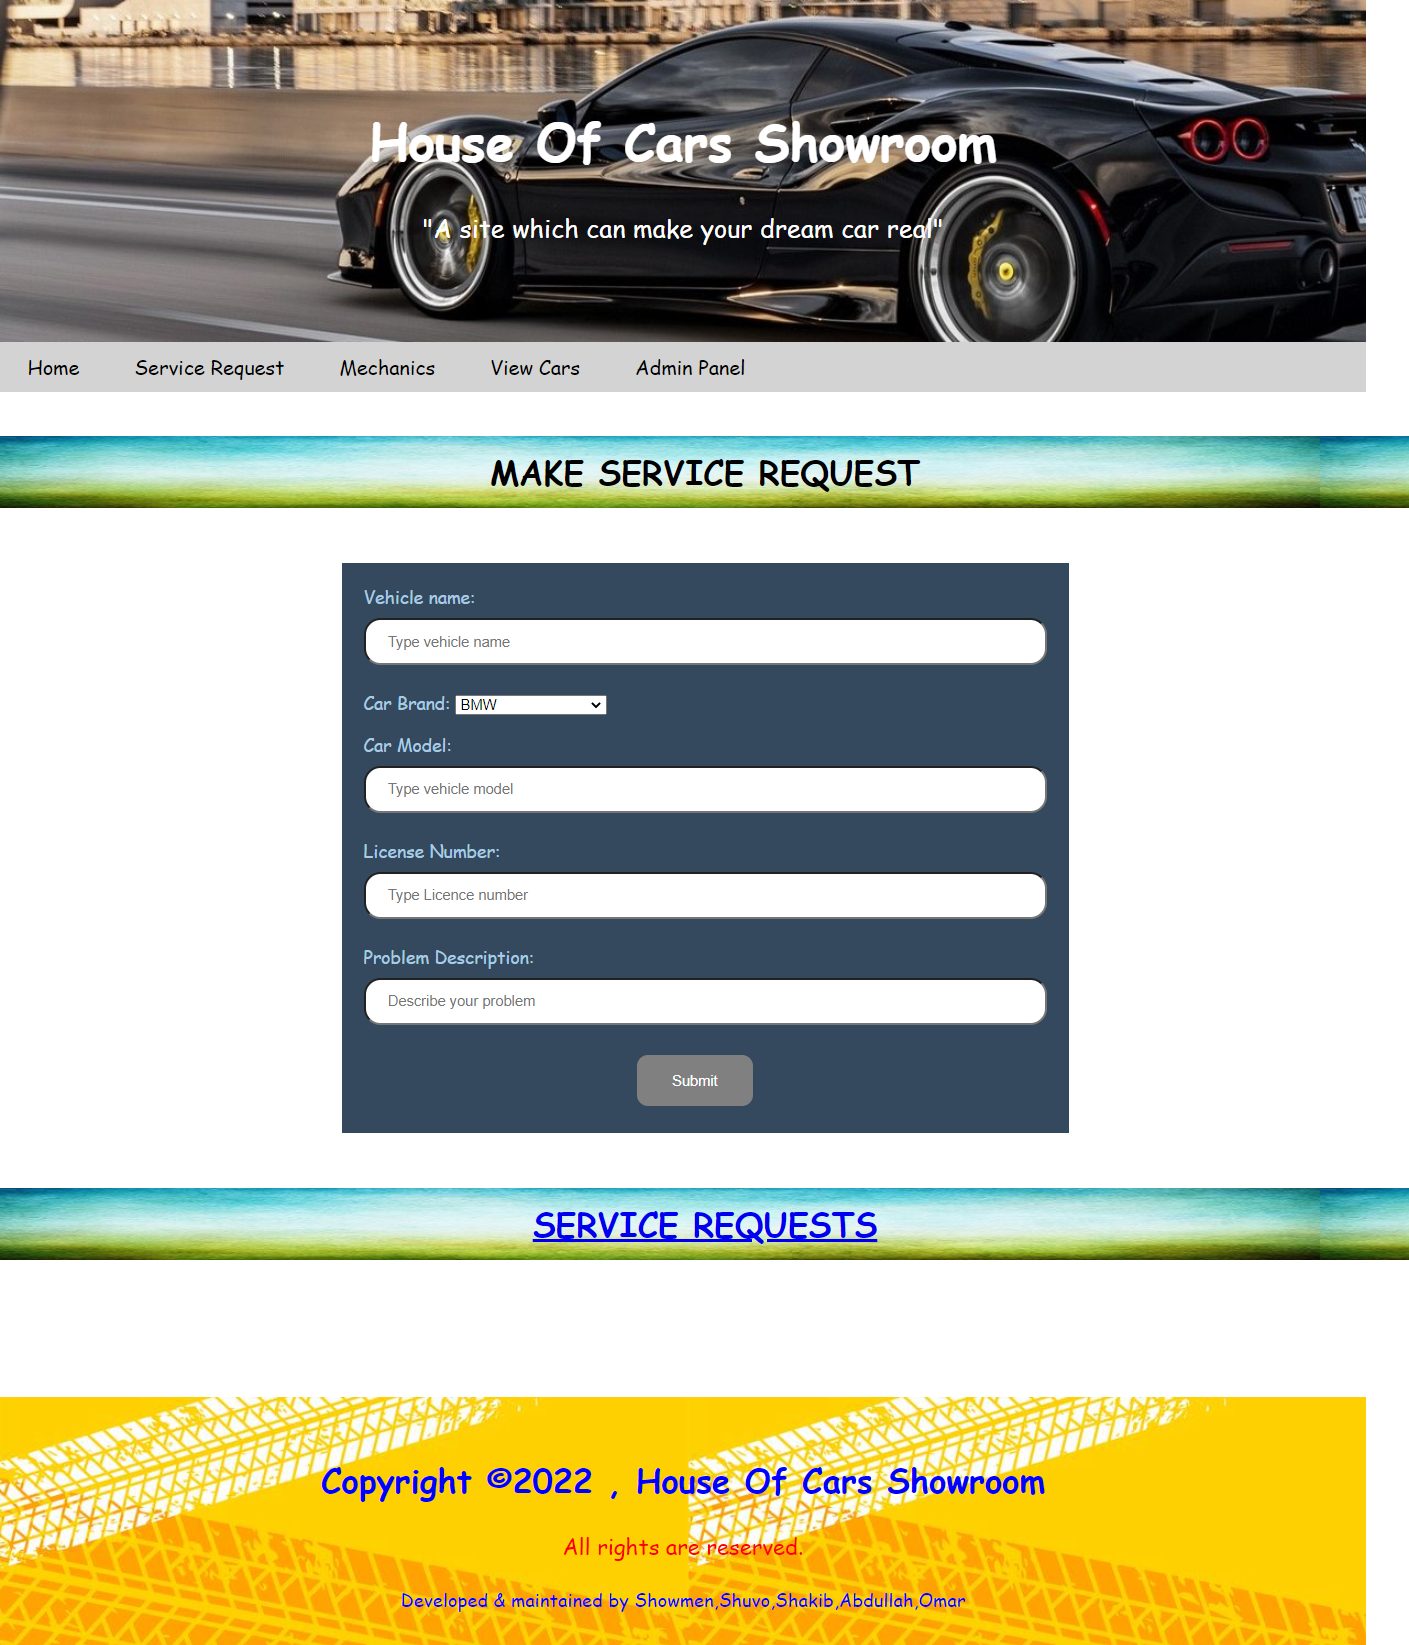 House Of Cars Showroom
"A site which can make your dream car real"
Home Service Request Mechanics View Cars Admin Panel
MAKE SERVICE REQUEST
Vehicle name:
Type vehicle name
Car Brand: BMW
Car Model:
Type vehicle model
License Number:
Type Licence number
Problem Description:
Describe your problem
Submit
SERVICE REQUESTS
Copyright ©2022 , House Of Cars Showroom
All rights are reserved.
Developed & maintained by Showmen,Shuvo,Shakib,Abdullah,Omar